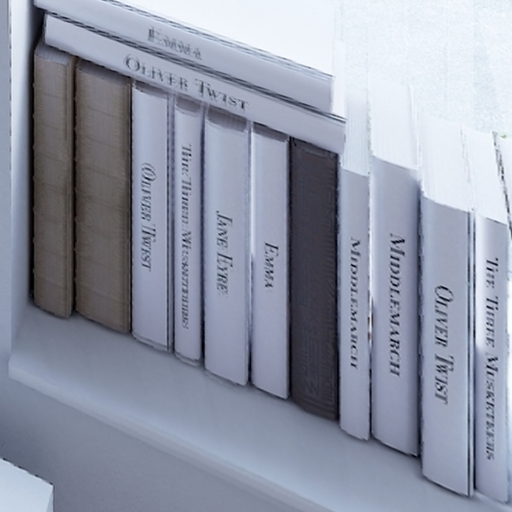 EMMA
OLIVER TWIST
OLIVER TWIST
THE THREE MUSKETEERS
JANE EYRE
EMMA
MIDDLEMARCH
MIDDLEMARCH
OLIVER TWIST
THE THREE MUSKETEERS